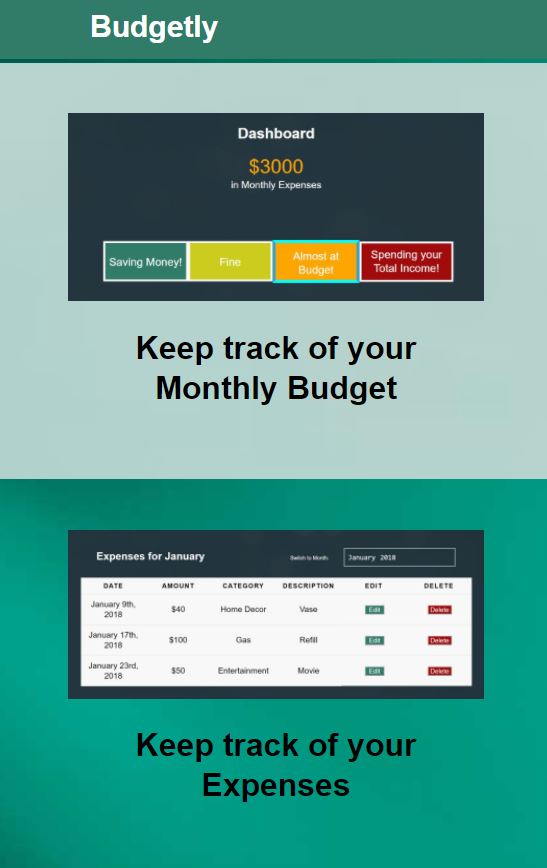 Budgetly
Dashboard
$3000
in Monthly Expenses
Saving Money! Fine Almost at Budget Spending your Total Income!
Keep track of your
Monthly Budget
Expenses for January Switch to Month: January 2018
DATE AMOUNT CATEGORY DESCRIPTION EDIT DELETE
January 9th, 2018 $40 Home Decor Vase Edit Delete
January 17th, 2018 $100 Gas Refill Edit Delete
January 23rd, 2018 $50 Entertainment Movie Edit Delete
Keep track of your
Expenses